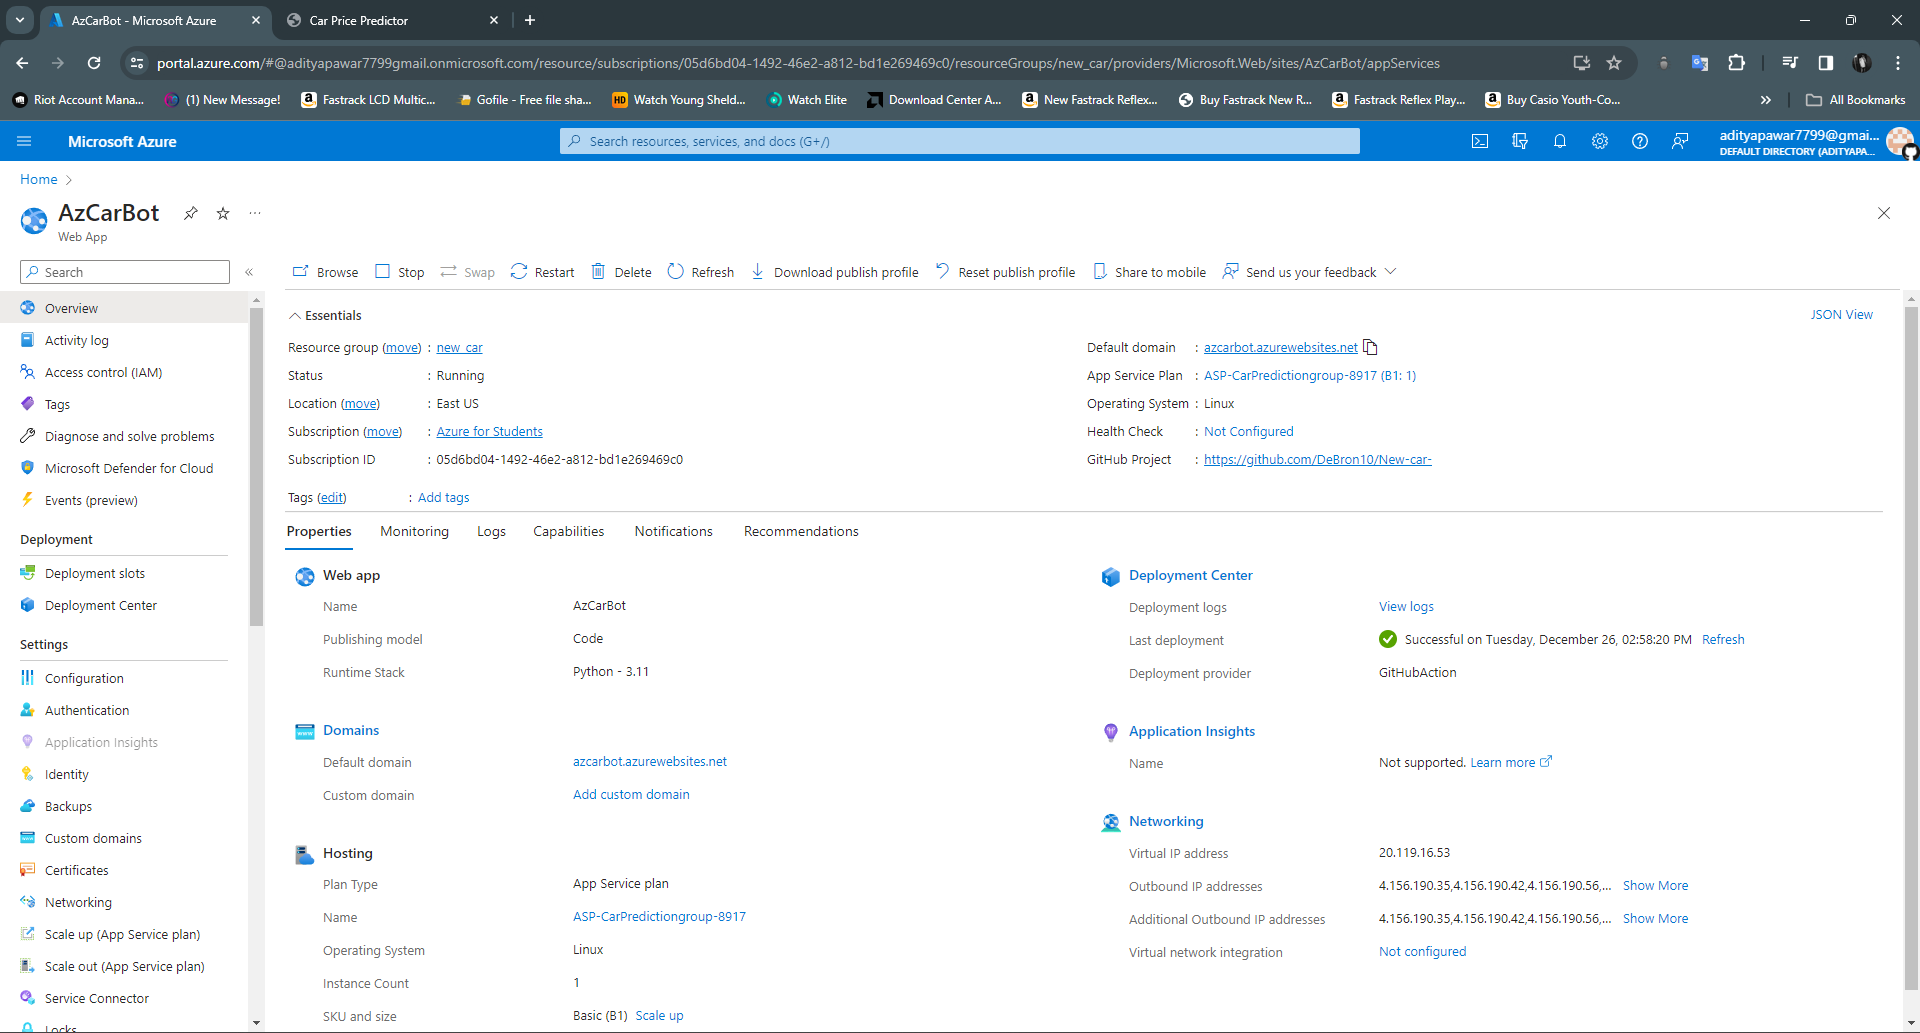 AzCarBot - Microsoft Azure
Car Price Predictor
portal.azure.com/#@adityapawar7799gmail.onmicrosoft.com/resource/subscriptions/05d6bd04-1492-46e2-a812-bd1e269469c0/resourceGroups/new_car/providers/Microsoft.Web/sites/AzCarBot/appServices
Riot Account Mana... (1) New Message! Fastrack LCD Multic... Gofile - Free file sha... HD Watch Young Sheld... Watch Elite Download Center A... New Fastrack Reflex... Buy Fastrack New R... Fastrack Reflex Play... Buy Casio Youth-Co... » All Bookmarks
Microsoft Azure
Search resources, services, and docs (G+/)
adityapawar7799@gmai...
DEFAULT DIRECTORY (ADITYAPA...
Home
AzCarBot
Web App
Search
Browse Stop Swap Restart Delete Refresh Download publish profile Reset publish profile Share to mobile Send us your feedback
Overview
Activity log
Access control (IAM)
Tags
Diagnose and solve problems
Microsoft Defender for Cloud
Events (preview)
Deployment
Deployment slots
Deployment Center
Settings
Configuration
Authentication
Application Insights
Identity
Backups
Custom domains
Certificates
Networking
Scale up (App Service plan)
Scale out (App Service plan)
Service Connector
Locks
Essentials
JSON View
Resource group (move) : new_car
Status : Running
Location (move) : East US
Subscription (move) : Azure for Students
Subscription ID : 05d6bd04-1492-46e2-a812-bd1e269469c0
Default domain : azcarbot.azurewebsites.net
App Service Plan : ASP-CarPredictiongroup-8917 (B1: 1)
Operating System : Linux
Health Check : Not Configured
GitHub Project : https://github.com/DeBron10/New-car-
Tags (edit) : Add tags
Properties Monitoring Logs Capabilities Notifications Recommendations
Web app
Name AzCarBot
Publishing model Code
Runtime Stack Python - 3.11
Domains
Default domain azcarbot.azurewebsites.net
Custom domain Add custom domain
Hosting
Plan Type App Service plan
Name ASP-CarPredictiongroup-8917
Operating System Linux
Instance Count 1
SKU and size Basic (B1) Scale up
Deployment Center
Deployment logs View logs
Last deployment Successful on Tuesday, December 26, 02:58:20 PM Refresh
Deployment provider GitHubAction
Application Insights
Name Not supported. Learn more
Networking
Virtual IP address 20.119.16.53
Outbound IP addresses 4.156.190.35,4.156.190.42,4.156.190.56,... Show More
Additional Outbound IP addresses 4.156.190.35,4.156.190.42,4.156.190.56,... Show More
Virtual network integration Not configured